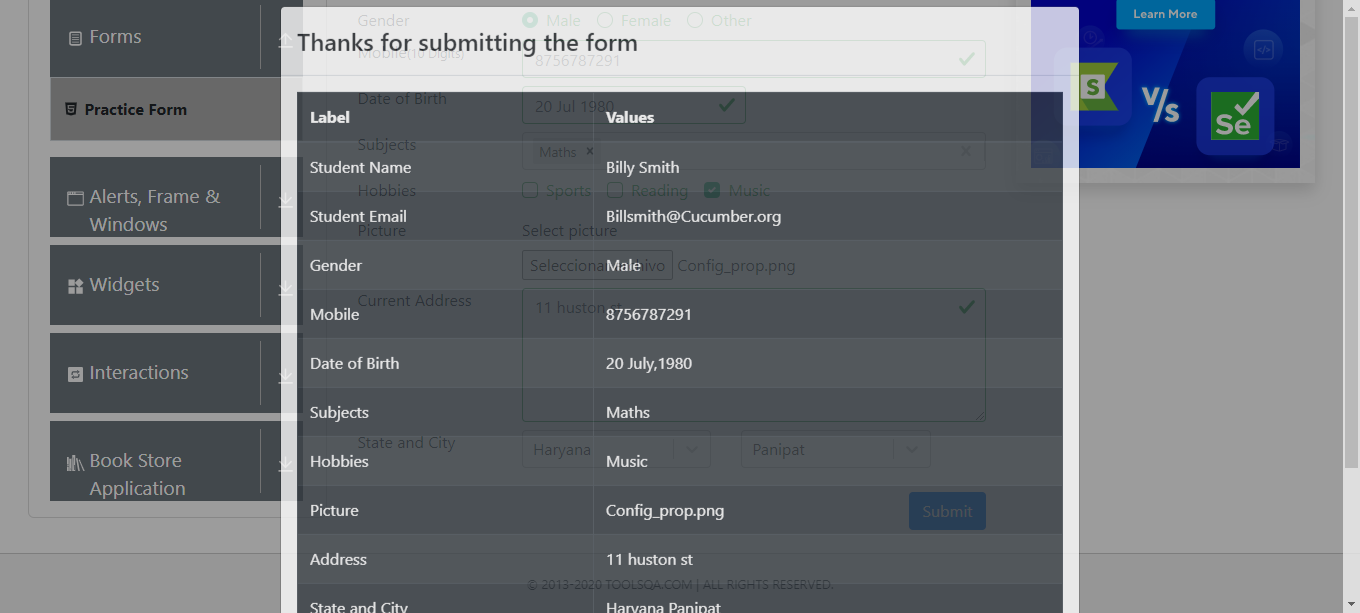 Forms
Practice Form
Alerts, Frame &
Windows
Widgets
Interactions
Book Store
Application
Gender
Male
Female
Other
Thanks for submitting the form
Mobile(10 Digits)
8756787291
Date of Birth
20 Jul 1980
Subjects
Maths
Hobbies
Sports
Reading
Music
Picture
Select picture
Config_prop.png
Current Address
11 huston st
State and City
Haryana
Panipat
Submit
Label Values
Student Name Billy Smith
Student Email Billsmith@Cucumber.org
Gender Male
Mobile 8756787291
Date of Birth 20 July,1980
Subjects Maths
Hobbies Music
Picture Config_prop.png
Address 11 huston st
State and City Haryana Panipat
© 2013-2020 TOOLSQA.COM | ALL RIGHTS RESERVED.
Learn More
S
V/s
Se